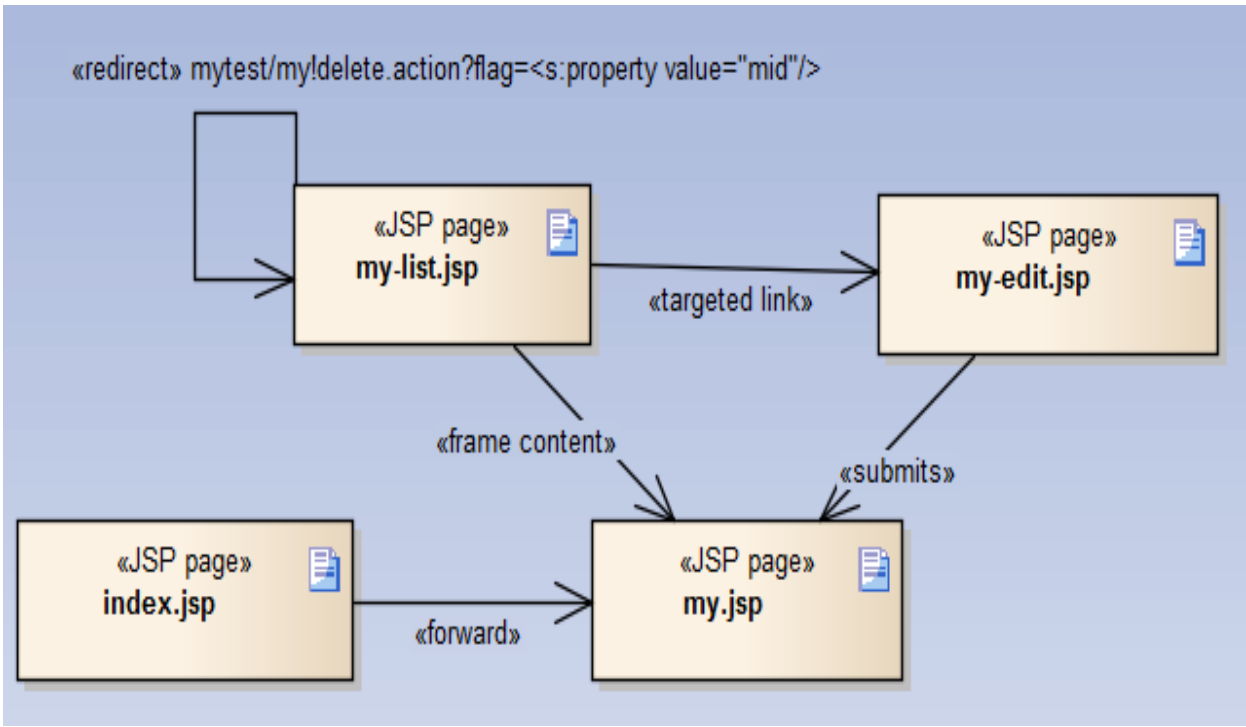 «redirect» mytest/my!delete.action?flag=<s:property value="mid"/>
«JSP page»
my-list.jsp
«JSP page»
my-edit.jsp
«targeted link»
«frame content»
«submits»
«JSP page»
index.jsp
«JSP page»
my.jsp
«forward»